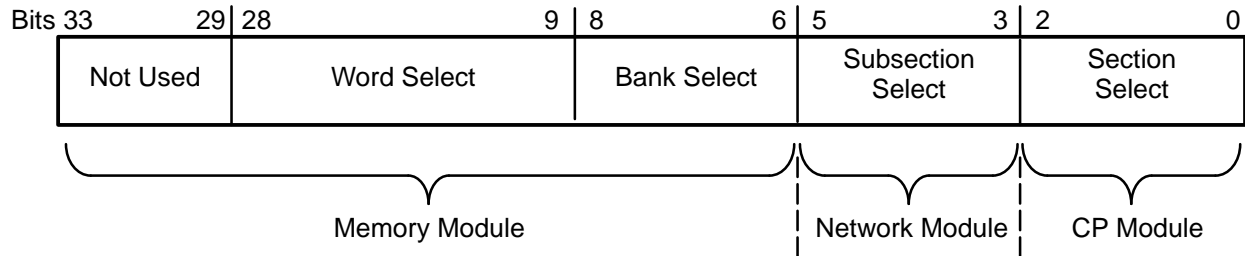 Bits 33 29 28 9 8 6 5 3 2 0
Not Used Word Select Bank Select Subsection Select Section Select
Memory Module Network Module CP Module